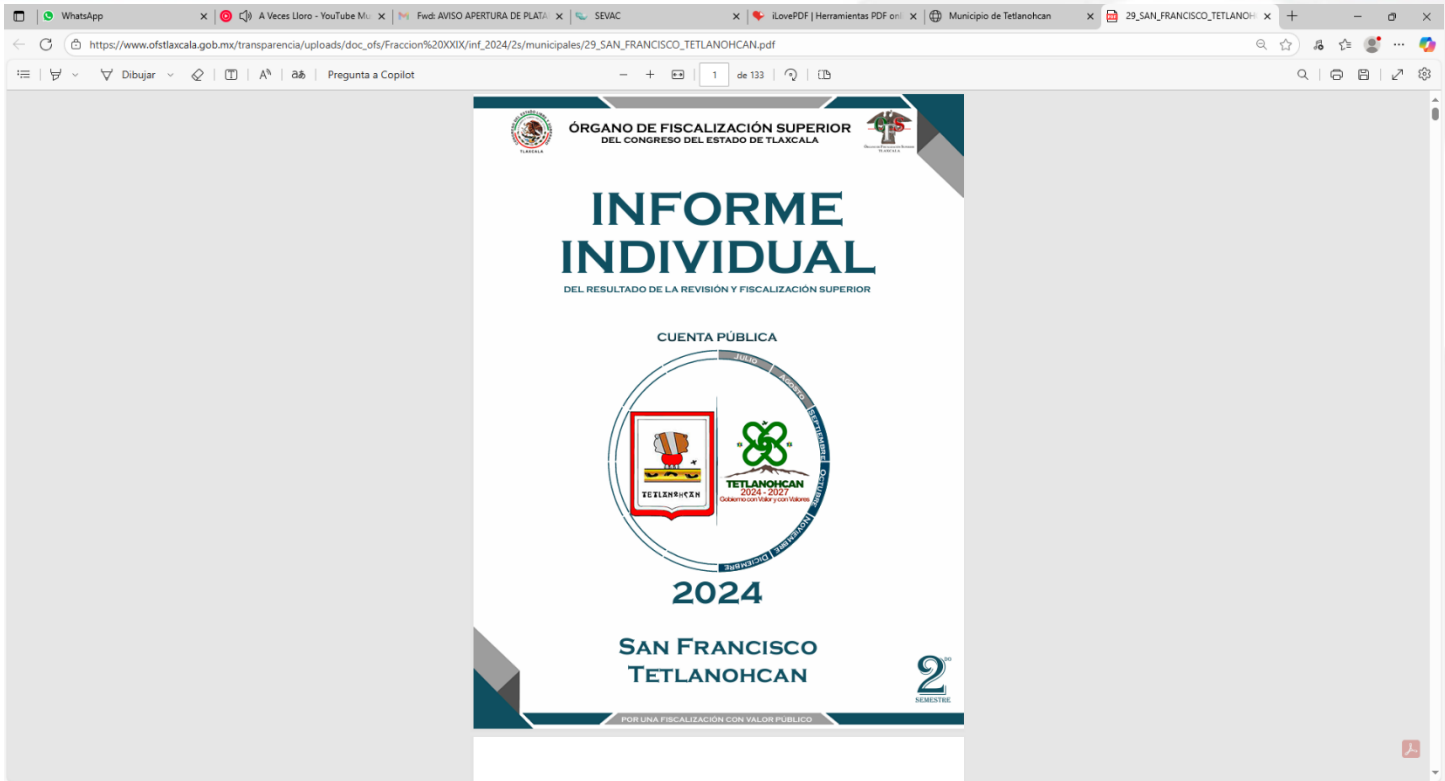 WhatsApp
A Veces Lloro - YouTube Mu
Fwd: AVISO APERTURA DE PLATA
SEVAC
iLovePDF | Herramientas PDF onl
Municipio de Tetlanohcan
29_SAN_FRANCISCO_TETLANOH
https://www.ofstlaxcala.gob.mx/transparencia/uploads/doc_ofs/Fraccion%20XXIX/inf_2024/2s/municipales/29_SAN_FRANCISCO_TETLANOHCAN.pdf
Dibujar
Pregunta a Copilot
1 de 133
ÓRGANO DE FISCALIZACIÓN SUPERIOR
DEL CONGRESO DEL ESTADO DE TLAXCALA
TLAXCALA
OFS
TLAXCALA
INFORME
INDIVIDUAL
DEL RESULTADO DE LA REVISIÓN Y FISCALIZACIÓN SUPERIOR
CUENTA PÚBLICA
JULIO
AGOSTO
SEPTIEMBRE
OCTUBRE
NOVIEMBRE
DICIEMBRE
TETLANOHCAN
S S
TETLANOHCAN
2024 - 2027
Gobierno con Valor y con Valores
2024
SAN FRANCISCO
TETLANOHCAN
2DO
SEMESTRE
POR UNA FISCALIZACIÓN CON VALOR PÚBLICO